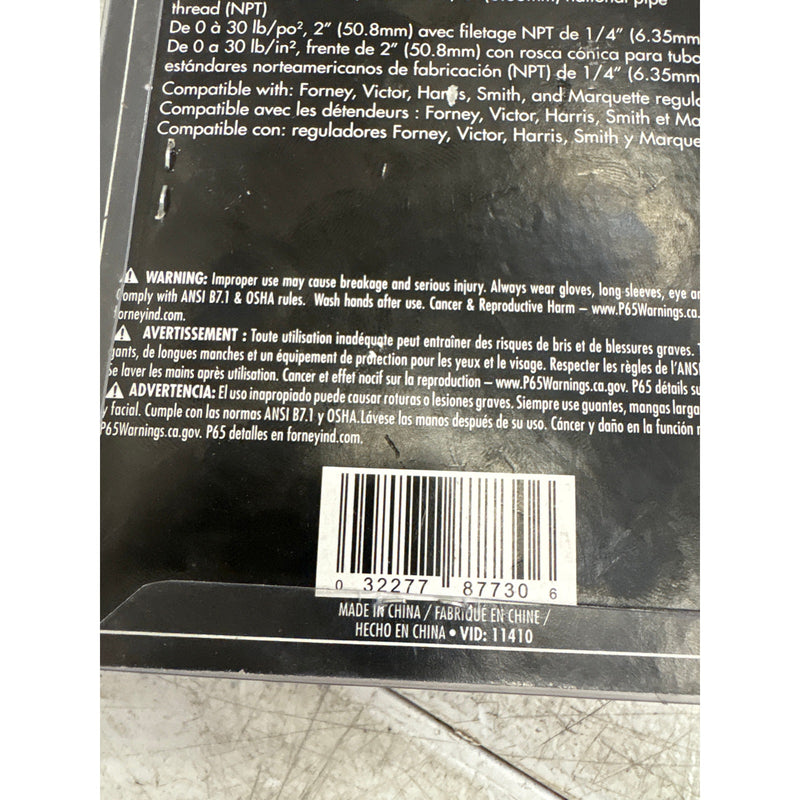 national pipe
thread (NPT)
De 0 à 30 lb/po², 2" (50.8mm) avec filetage NPT de 1/4" (6.35mm
De 0 a 30 lb/in², frente de 2" (50.8mm) con rosca cónica para tubo
estándares norteamericanos de fabricación (NPT) de 1/4" (6.35mm
Compatible with: Forney, Victor, Harris, Smith, and Marquette regul
Compatible avec les détendeurs : Forney, Victor, Harris, Smith et Ma
Compatible con: reguladores Forney, Victor, Harris, Smith y Marque
⚠ WARNING: Improper use may cause breakage and serious injury. Always wear gloves, long sleeves, eye a
Comply with ANSI B7.1 & OSHA rules. Wash hands after use. Cancer & Reproductive Harm – www.P65Warnings.ca.
forneyind.com.
⚠ AVERTISSEMENT : Toute utilisation inadéquate peut entraîner des risques de bris et de blessures graves.
gants, de longues manches et un équipement de protection pour les yeux et le visage. Respecter les règles de l'ANSI
Se laver les mains après utilisation. Cancer et effet nocif sur la reproduction – www.P65Warnings.ca.gov. P65 détails su
⚠ ADVERTENCIA: El uso inapropiado puede causar roturas o lesiones graves. Siempre use guantes, mangas larga
y facial. Cumple con las normas ANSI B7.1 y OSHA. Lávese las manos después de su uso. Cáncer y daño en la función r
P65Warnings.ca.gov. P65 detalles en forneyind.com.
0 32277 87730 6
MADE IN CHINA / FABRIQUÉ EN CHINE /
HECHO EN CHINA • VID: 11410